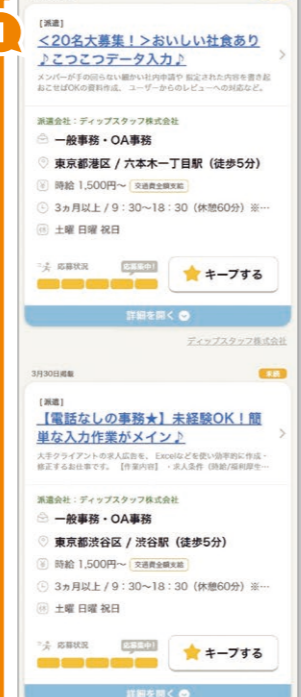 [派遣]
<20名大募集！>おいしい社食あり
♪こつこつデータ入力♪
メンバーが手の回らない細かい社内申請や 指定された内容を書き起
おこせばOKの資料作成、ユーザーからのレビューへの対応など。
派遣会社：ディップスタッフ株式会社
一般事務・OA事務
東京都港区 / 六本木一丁目駅（徒歩5分）
時給 1,500円〜 交通費全額支給
3ヵ月以上 / 9：30〜18：30（休憩60分）※…
土曜 日曜 祝日
応募状況 応募集中!
キープする
詳細を開く
ディップスタッフ株式会社
3月30日掲載 未読
[派遣]
【電話なしの事務★】未経験OK！簡
単な入力作業がメイン♪
大手クライアントの求人広告を、Excelなどを使い効率的に作成・
修正するお仕事です。【作業内容】・求人条件（時給/福利厚生…
派遣会社：ディップスタッフ株式会社
一般事務・OA事務
東京都渋谷区 / 渋谷駅（徒歩5分）
時給 1,500円〜 交通費全額支給
3ヵ月以上 / 9：30〜18：30（休憩60分）※…
土曜 日曜 祝日
応募状況 応募集中!
キープする
詳細を開く